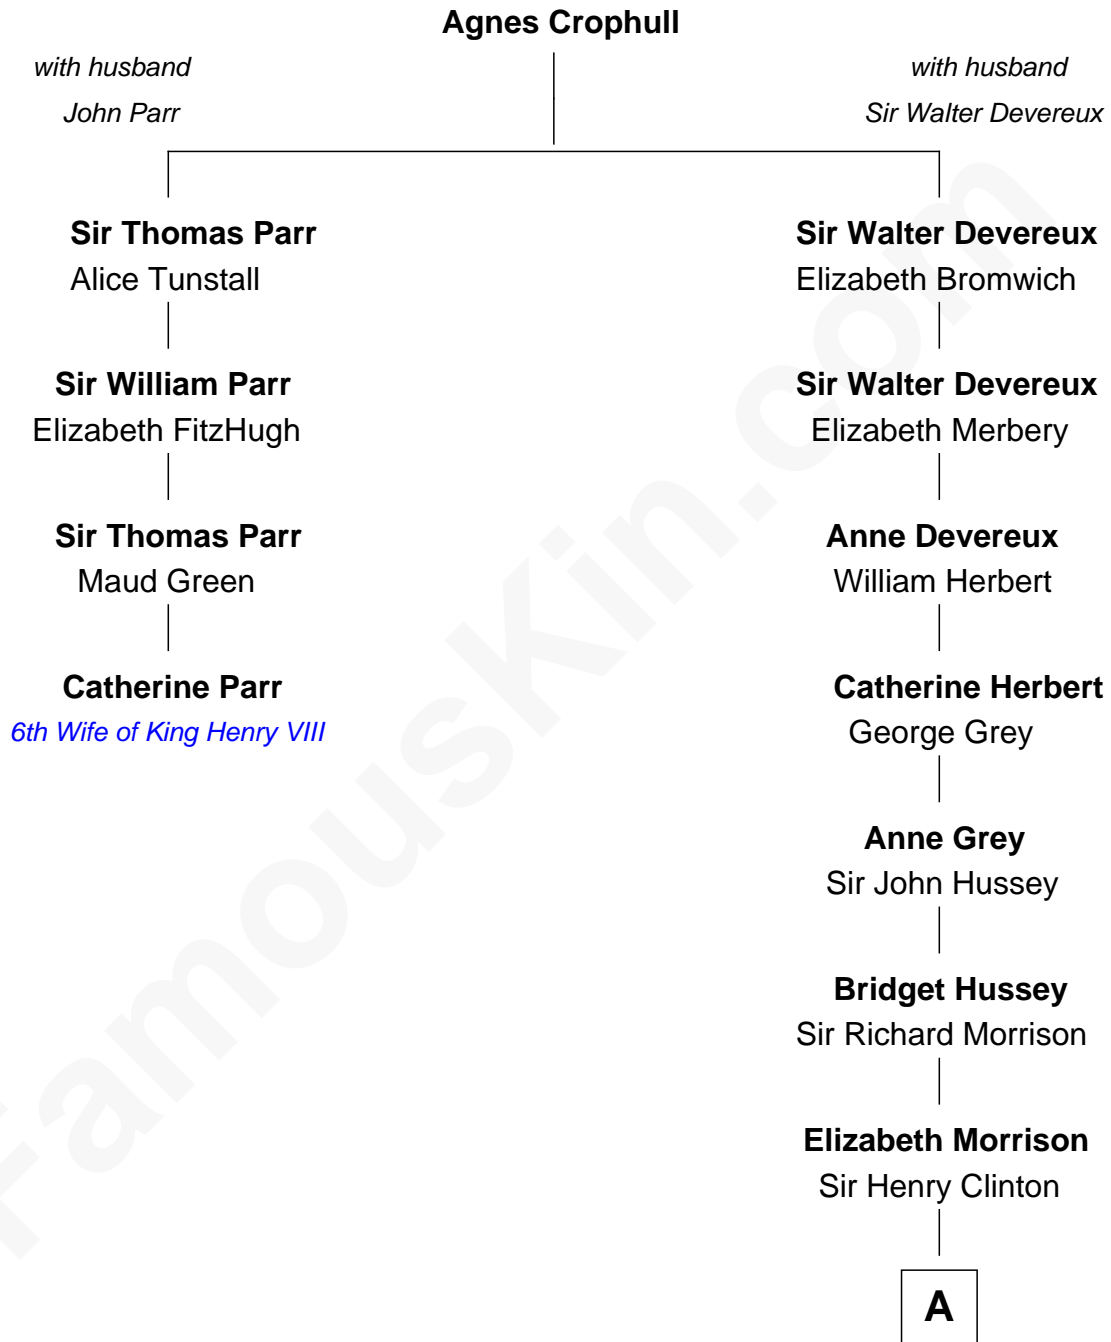 Agnes Crophull
with husband
John Parr
with husband
Sir Walter Devereux
Sir Thomas Parr
Alice Tunstall
Sir William Parr
Elizabeth FitzHugh
Sir Thomas Parr
Maud Green
Catherine Parr
6th Wife of King Henry VIII
Sir Walter Devereux
Elizabeth Bromwich
Sir Walter Devereux
Elizabeth Merbery
Anne Devereux
William Herbert
Catherine Herbert
George Grey
Anne Grey
Sir John Hussey
Bridget Hussey
Sir Richard Morrison
Elizabeth Morrison
Sir Henry Clinton
A
FamousKin.com